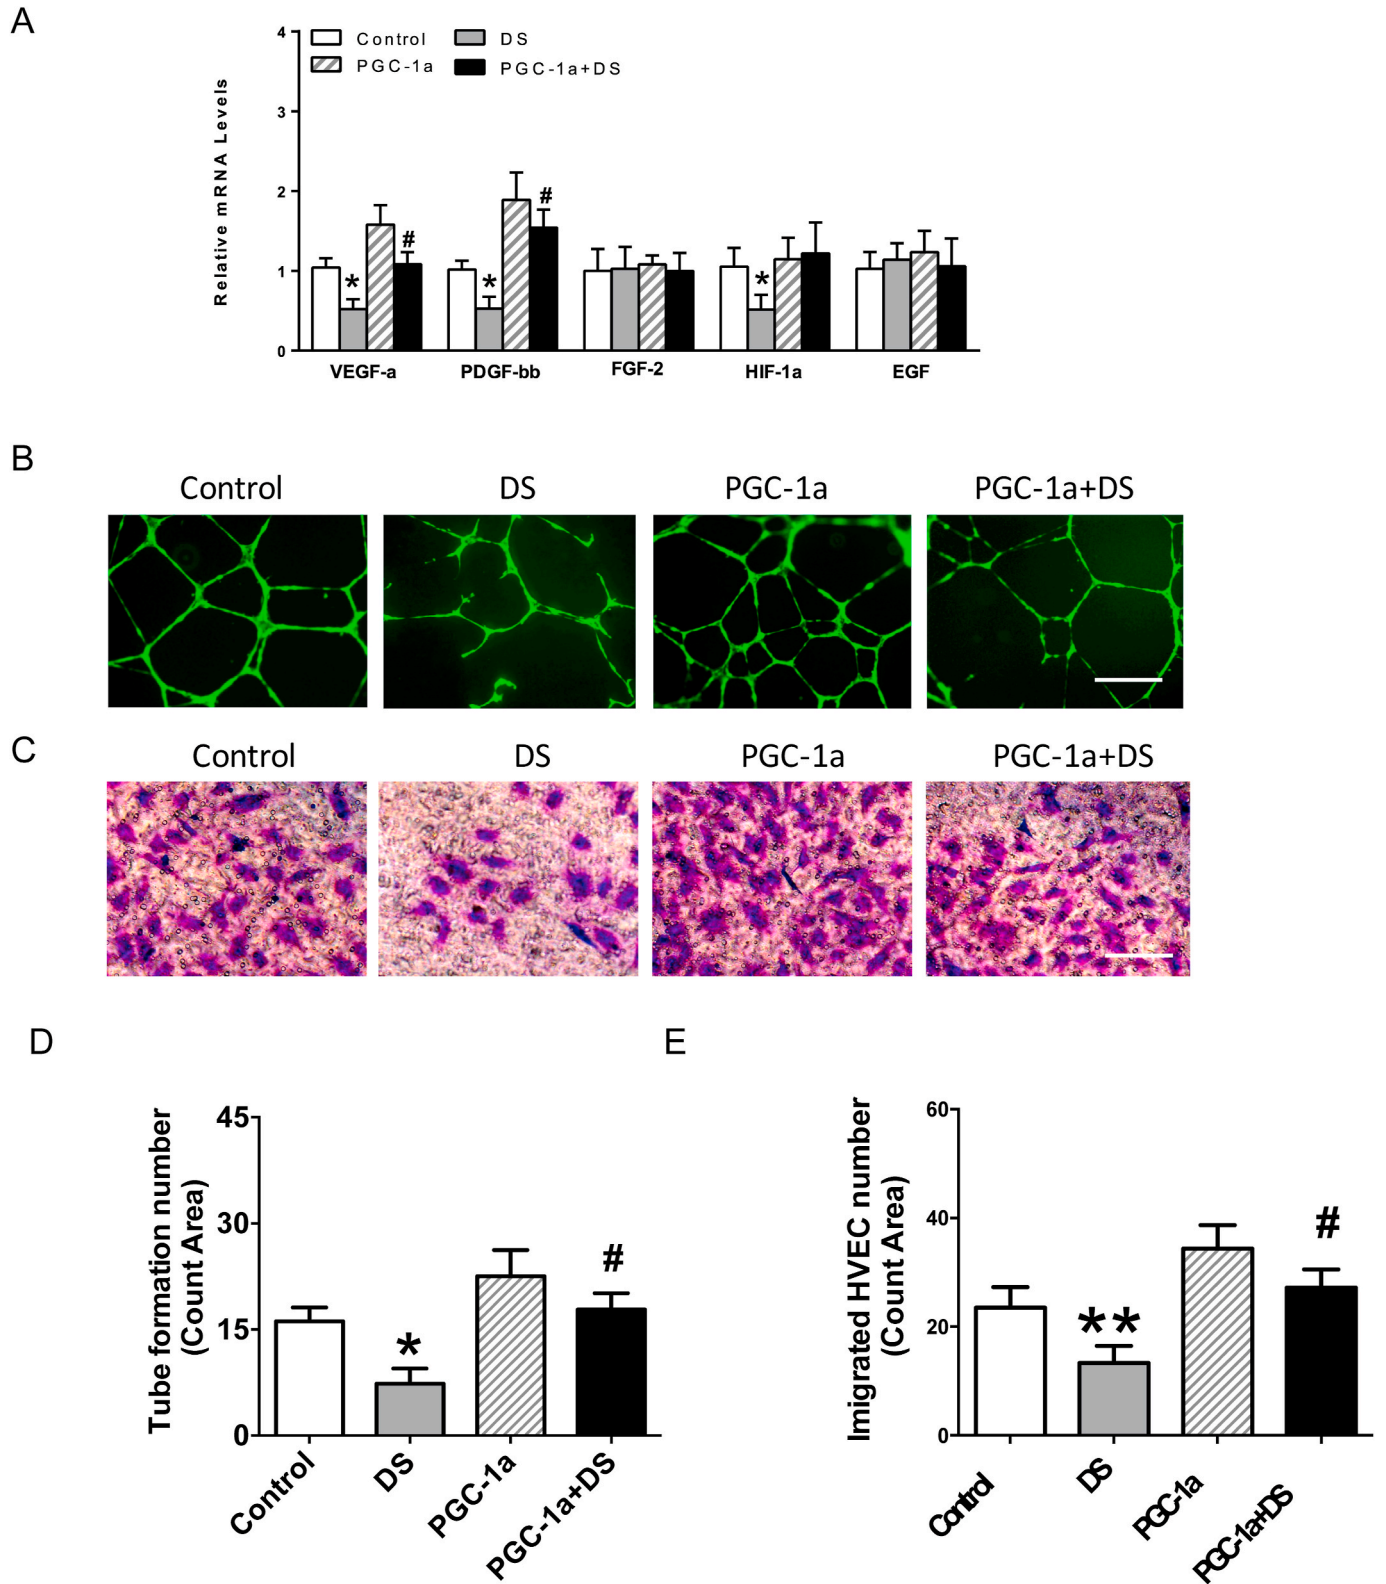 A
4
3
2
1
0
Relative mRNA Levels
Control
DS
PGC-1a
PGC-1a+DS
*
#
*
#
*
VEGF-a
PDGF-bb
FGF-2
HIF-1a
EGF
B
Control
DS
PGC-1a
PGC-1a+DS
C
Control
DS
PGC-1a
PGC-1a+DS
D
Tube formation number
(Count Area)
45
30
15
0
*
#
Control
DS
PGC-1a
PGC-1a+DS
E
Imigrated HVEC number
(Count Area)
60
40
20
0
**
#
Control
DS
PGC-1a
PGC-1a+DS